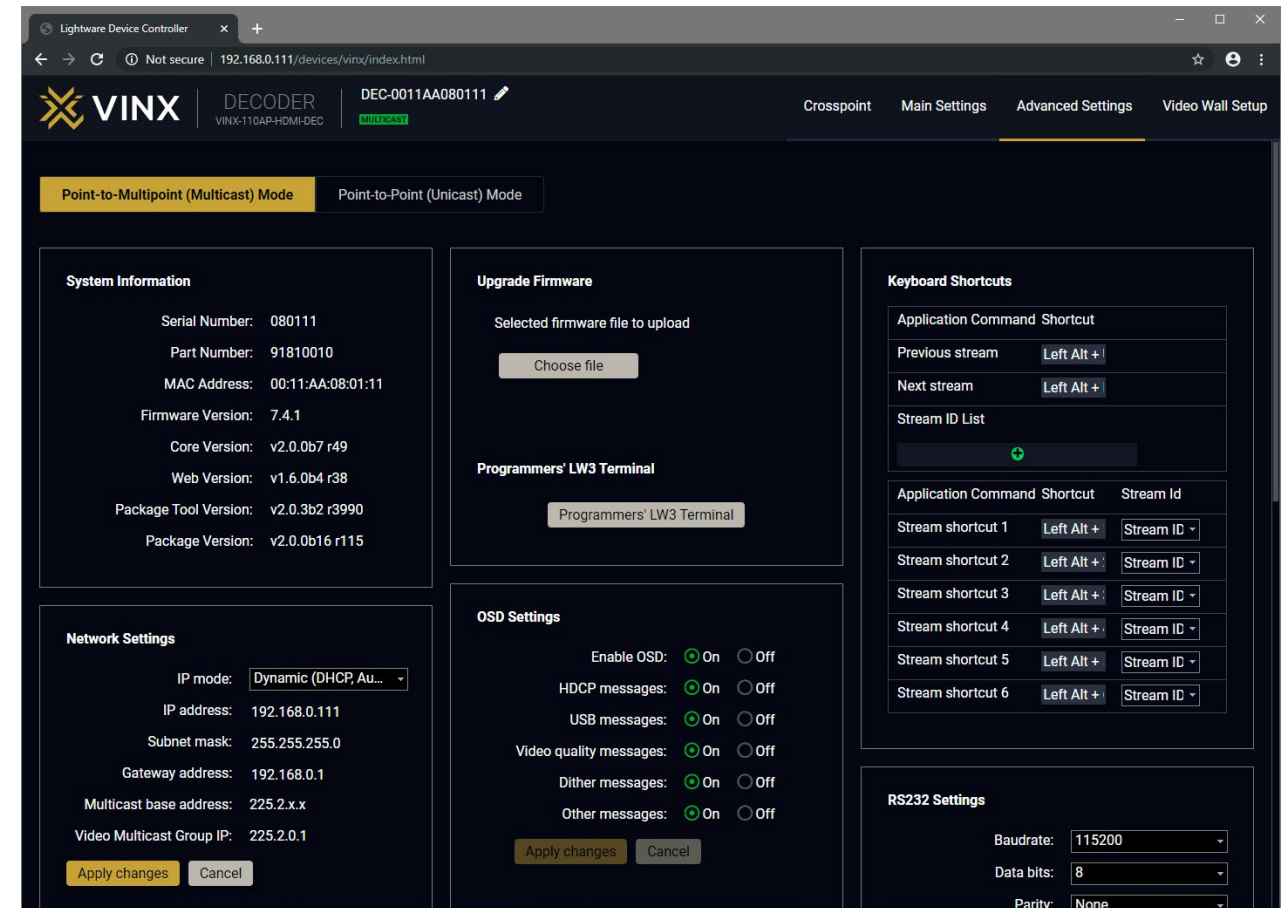 Lightware Device Controller
Not secure 192.168.0.111/devices/vinx/index.html
VINX
DECODER
VINX-110AP-HDMI-DEC
DEC-0011AA080111
MULTICAST
Crosspoint Main Settings Advanced Settings Video Wall Setup
Point-to-Multipoint (Multicast) Mode Point-to-Point (Unicast) Mode
System Information
Serial Number: 080111
Part Number: 91810010
MAC Address: 00:11:AA:08:01:11
Firmware Version: 7.4.1
Core Version: v2.0.0b7 r49
Web Version: v1.6.0b4 r38
Package Tool Version: v2.0.3b2 r3990
Package Version: v2.0.0b16 r115
Network Settings
IP mode: Dynamic (DHCP, Au...
IP address: 192.168.0.111
Subnet mask: 255.255.255.0
Gateway address: 192.168.0.1
Multicast base address: 225.2.x.x
Video Multicast Group IP: 225.2.0.1
Apply changes Cancel
Upgrade Firmware
Selected firmware file to upload
Choose file
Programmers' LW3 Terminal
Programmers' LW3 Terminal
OSD Settings
Enable OSD: On Off
HDCP messages: On Off
USB messages: On Off
Video quality messages: On Off
Dither messages: On Off
Other messages: On Off
Apply changes Cancel
Keyboard Shortcuts
Application Command Shortcut
Previous stream Left Alt +
Next stream Left Alt +
Stream ID List
Application Command Shortcut Stream Id
Stream shortcut 1 Left Alt + Stream ID
Stream shortcut 2 Left Alt + Stream ID
Stream shortcut 3 Left Alt + Stream ID
Stream shortcut 4 Left Alt + Stream ID
Stream shortcut 5 Left Alt + Stream ID
Stream shortcut 6 Left Alt + Stream ID
RS232 Settings
Baudrate: 115200
Data bits: 8
Parity: None